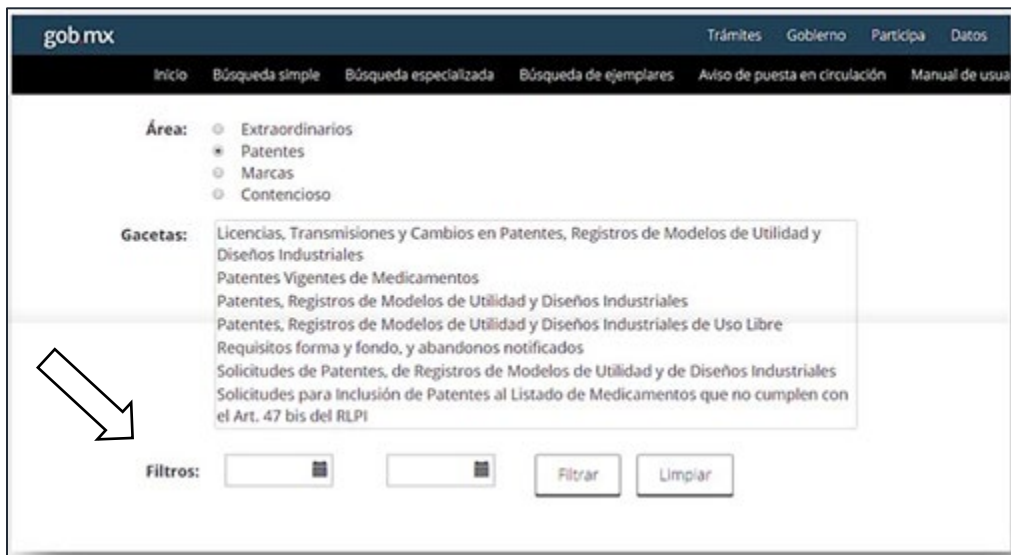 gob mx
Trámites Gobierno Participa Datos
Inicio Búsqueda simple Búsqueda especializada Búsqueda de ejemplares Aviso de puesta en circulación Manual de usua
Área:
Extraordinarios
Patentes
Marcas
Contencioso
Gacetas:
Licencias, Transmisiones y Cambios en Patentes, Registros de Modelos de Utilidad y
Diseños Industriales
Patentes Vigentes de Medicamentos
Patentes, Registros de Modelos de Utilidad y Diseños Industriales
Patentes, Registros de Modelos de Utilidad y Diseños Industriales de Uso Libre
Requisitos forma y fondo, y abandonos notificados
Solicitudes de Patentes, de Registros de Modelos de Utilidad y de Diseños Industriales
Solicitudes para Inclusión de Patentes al Listado de Medicamentos que no cumplen con
el Art. 47 bis del RLPI
Filtros: Filtrar Limpiar